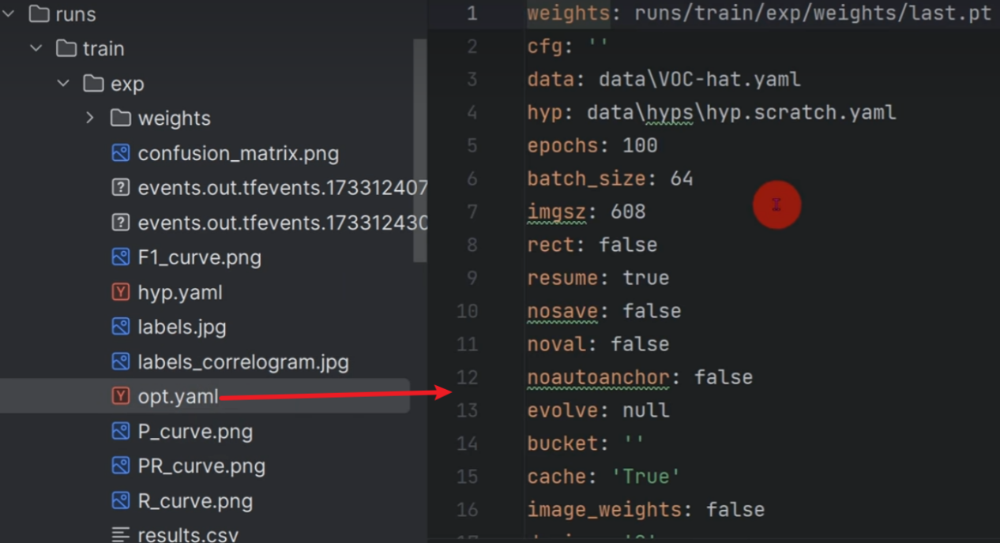 runs
train
exp
weights
confusion_matrix.png
events.out.tfevents.173312407
events.out.tfevents.173312430
F1_curve.png
hyp.yaml
labels.jpg
labels_correlogram.jpg
opt.yaml
P_curve.png
PR_curve.png
R_curve.png
results.csv
1 weights: runs/train/exp/weights/last.pt
2 cfg: ''
3 data: data\VOC-hat.yaml
4 hyp: data\hyps\hyp.scratch.yaml
5 epochs: 100
6 batch_size: 64
7 imgsz: 608
8 rect: false
9 resume: true
10 nosave: false
11 noval: false
12 noautoanchor: false
13 evolve: null
14 bucket: ''
15 cache: 'True'
16 image_weights: false